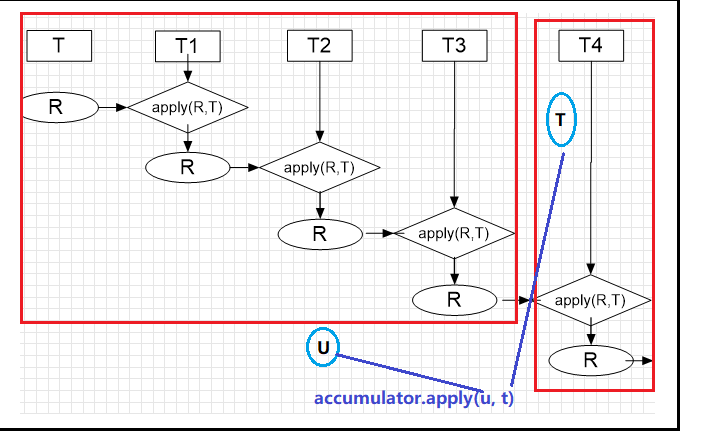 T T1 T2 T3 T4
R apply(R,T) T
R apply(R,T)
R apply(R,T)
R apply(R,T)
U R
accumulator.apply(u, t)